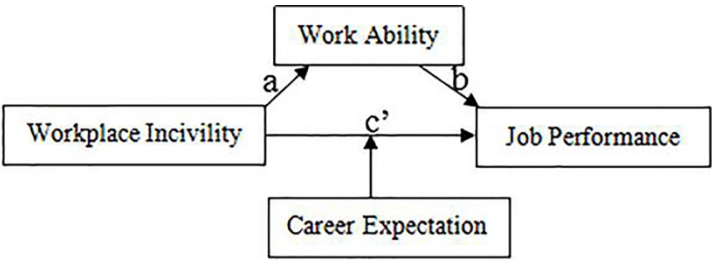 Work Ability
a
b
Workplace Incivility
c’
Job Performance
Career Expectation